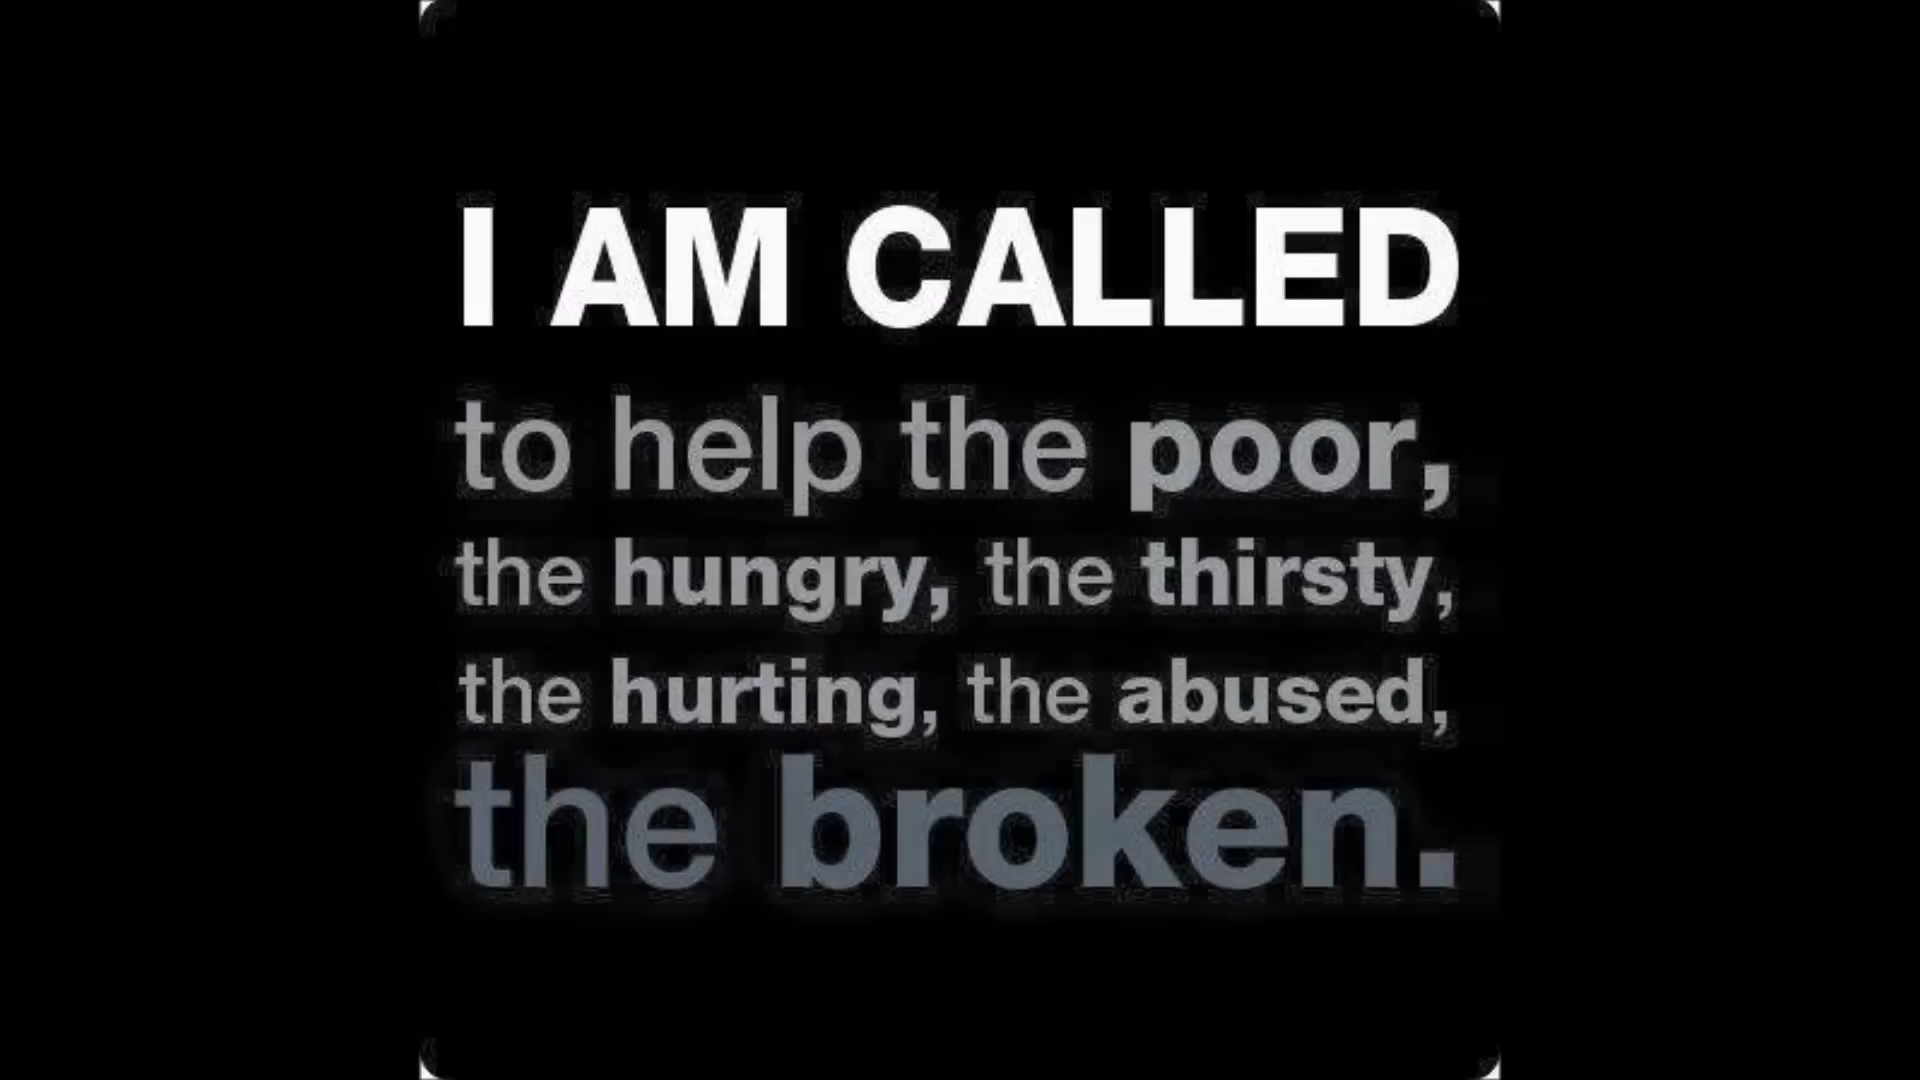 I AM CALLED
to help the poor,
the hungry, the thirsty,
the hurting, the abused,
the broken.